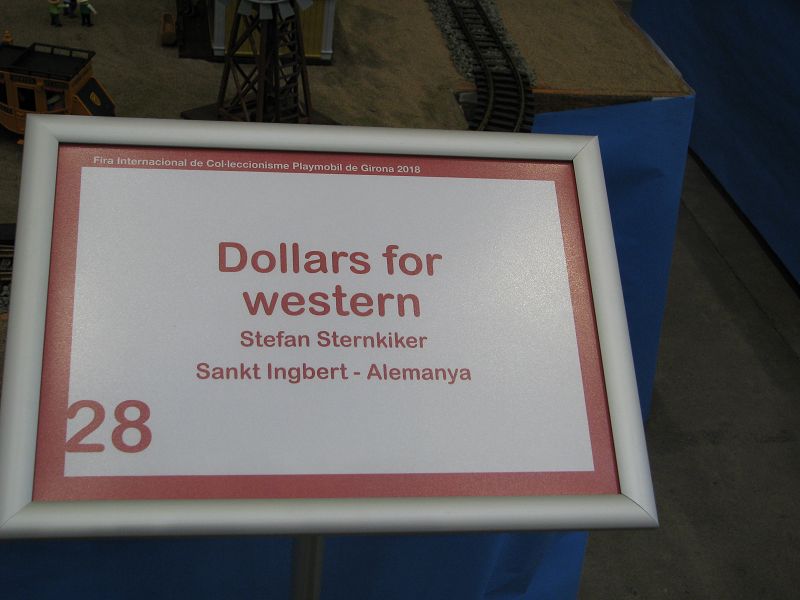 Fira Internacional de Col·leccionisme Playmobil de Girona 2018
Dollars for
western
Stefan Sternkiker
Sankt Ingbert - Alemanya
28